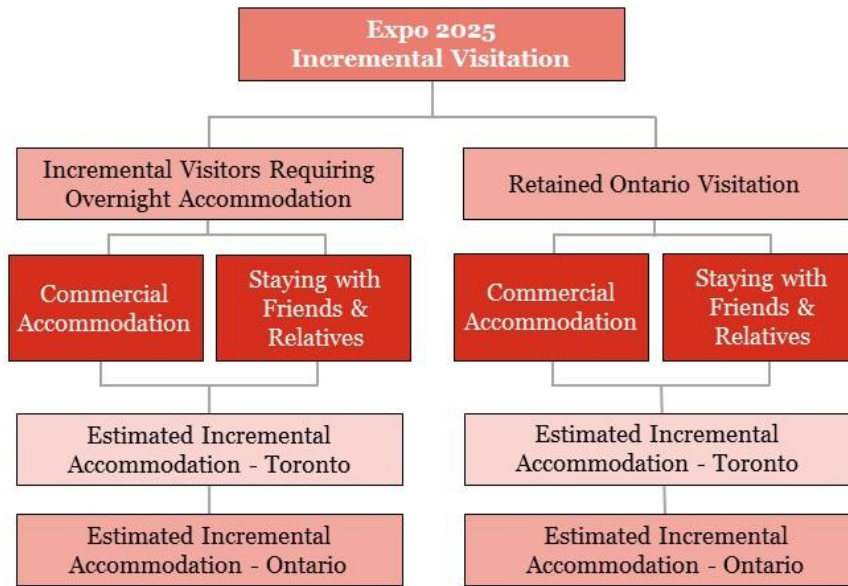 Expo 2025
Incremental Visitation
Incremental Visitors Requiring
Overnight Accommodation
Retained Ontario Visitation
Commercial
Accommodation
Staying with
Friends &
Relatives
Commercial
Accommodation
Staying with
Friends &
Relatives
Estimated Incremental
Accommodation - Toronto
Estimated Incremental
Accommodation - Toronto
Estimated Incremental
Accommodation - Ontario
Estimated Incremental
Accommodation - Ontario